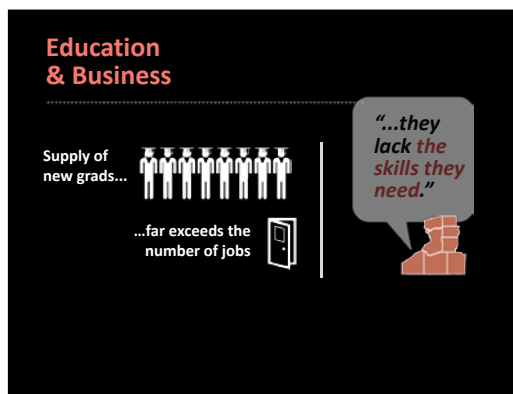 Education
& Business
Supply of
new grads...
...far exceeds the
number of jobs
“...they
lack the
skills they
need.”